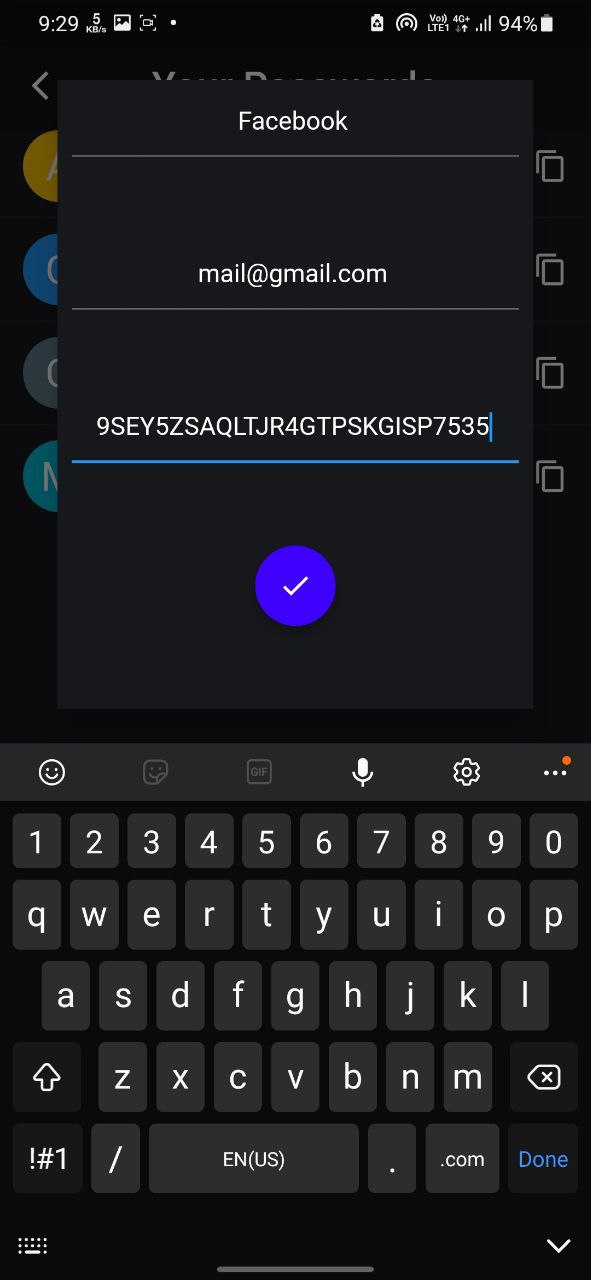 9:29 5 KB/s Vo)) LTE1 4G+ 94%
Your Passwords
Facebook
mail@gmail.com
9SEY5ZSAQLTJR4GTPSKGISP7535
GIF
1 2 3 4 5 6 7 8 9 0
q w e r t y u i o p
a s d f g h j k l
z x c v b n m
!#1 / EN(US) . .com Done